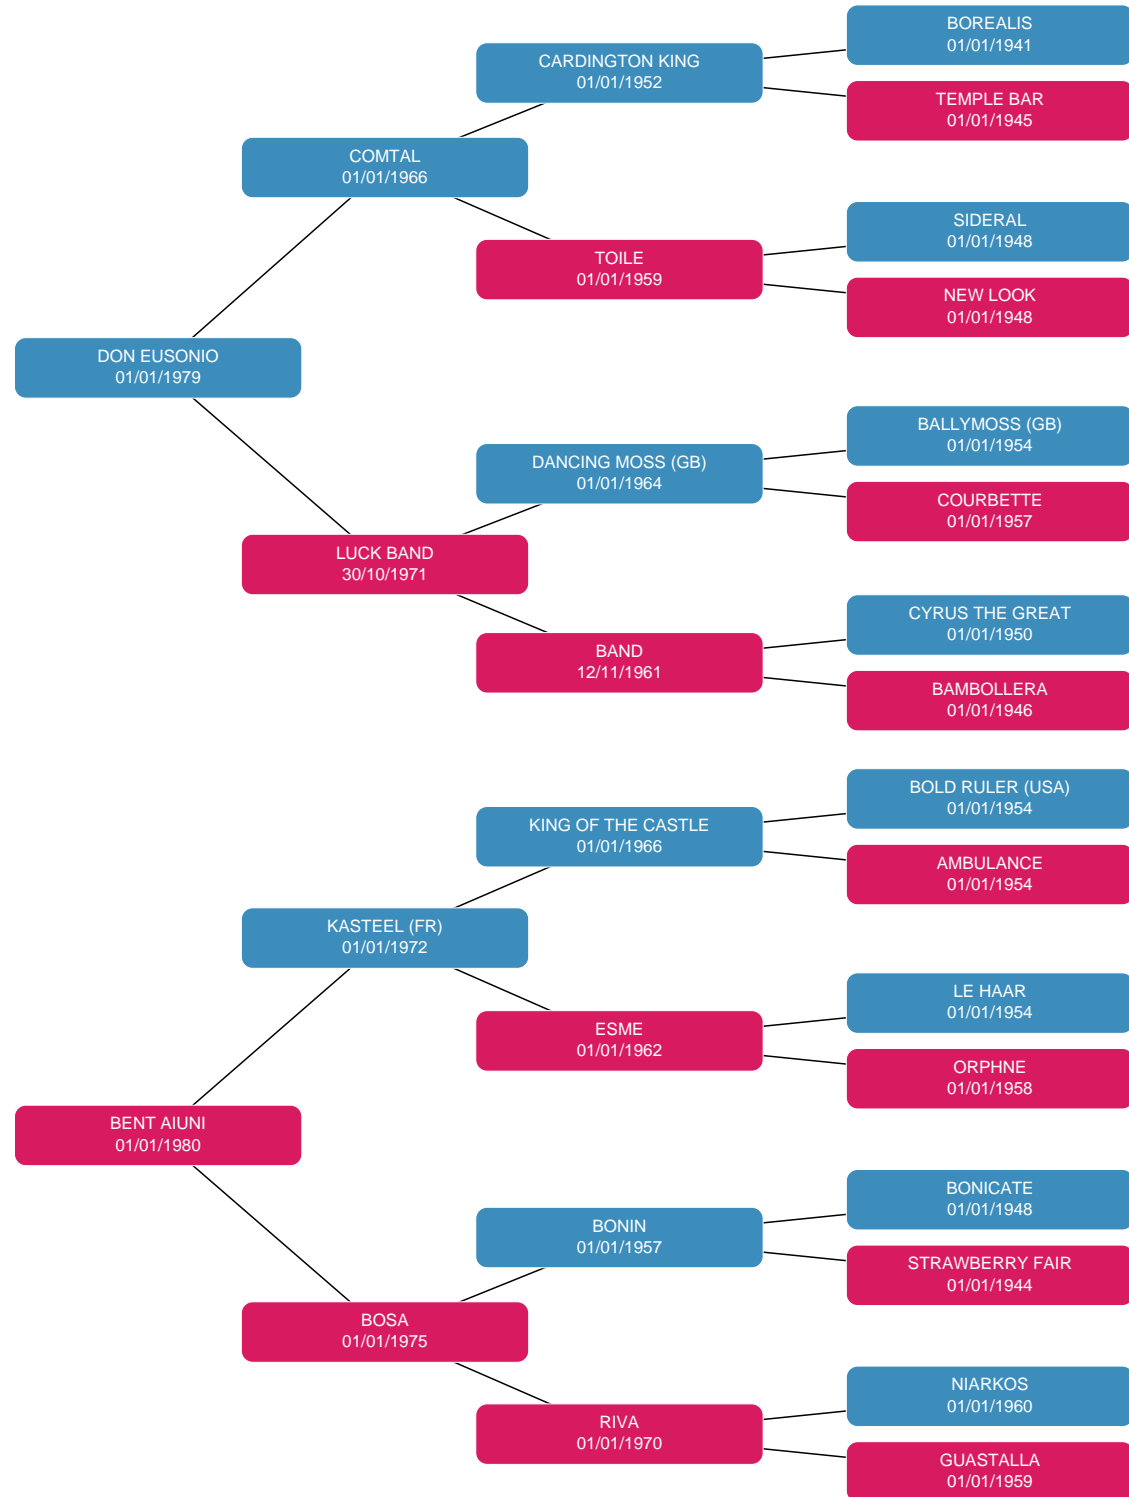 BOREALIS
01/01/1941
CARDINGTON KING
01/01/1952
TEMPLE BAR
01/01/1945
COMTAL
01/01/1966
SIDERAL
01/01/1948
TOILE
01/01/1959
NEW LOOK
01/01/1948
DON EUSONIO
01/01/1979
BALLYMOSS (GB)
01/01/1954
DANCING MOSS (GB)
01/01/1964
COURBETTE
01/01/1957
LUCK BAND
30/10/1971
CYRUS THE GREAT
01/01/1950
BAND
12/11/1961
BAMBOLLERA
01/01/1946
BOLD RULER (USA)
01/01/1954
KING OF THE CASTLE
01/01/1966
AMBULANCE
01/01/1954
KASTEEL (FR)
01/01/1972
LE HAAR
01/01/1954
ESME
01/01/1962
ORPHNE
01/01/1958
BENT AIUNI
01/01/1980
BONICATE
01/01/1948
BONIN
01/01/1957
STRAWBERRY FAIR
01/01/1944
BOSA
01/01/1975
NIARKOS
01/01/1960
RIVA
01/01/1970
GUASTALLA
01/01/1959